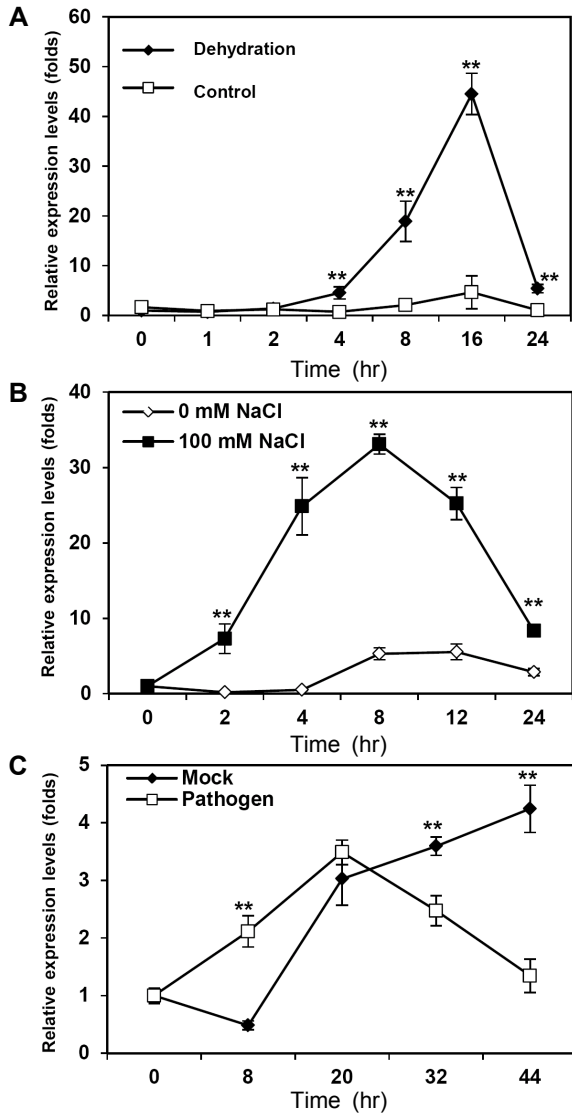 A
Relative expression levels (folds)
60
50
40
30
20
10
0
Dehydration
Control
**
**
**
**
0 1 2 4 8 16 24
Time (hr)
B
Relative expression levels (folds)
40
30
20
10
0
0 mM NaCl
100 mM NaCl
**
**
**
**
**
0 2 4 8 12 24
Time (hr)
C
Relative expression levels (folds)
5
4
3
2
1
0
Mock
Pathogen
**
**
**
0 8 20 32 44
Time (hr)